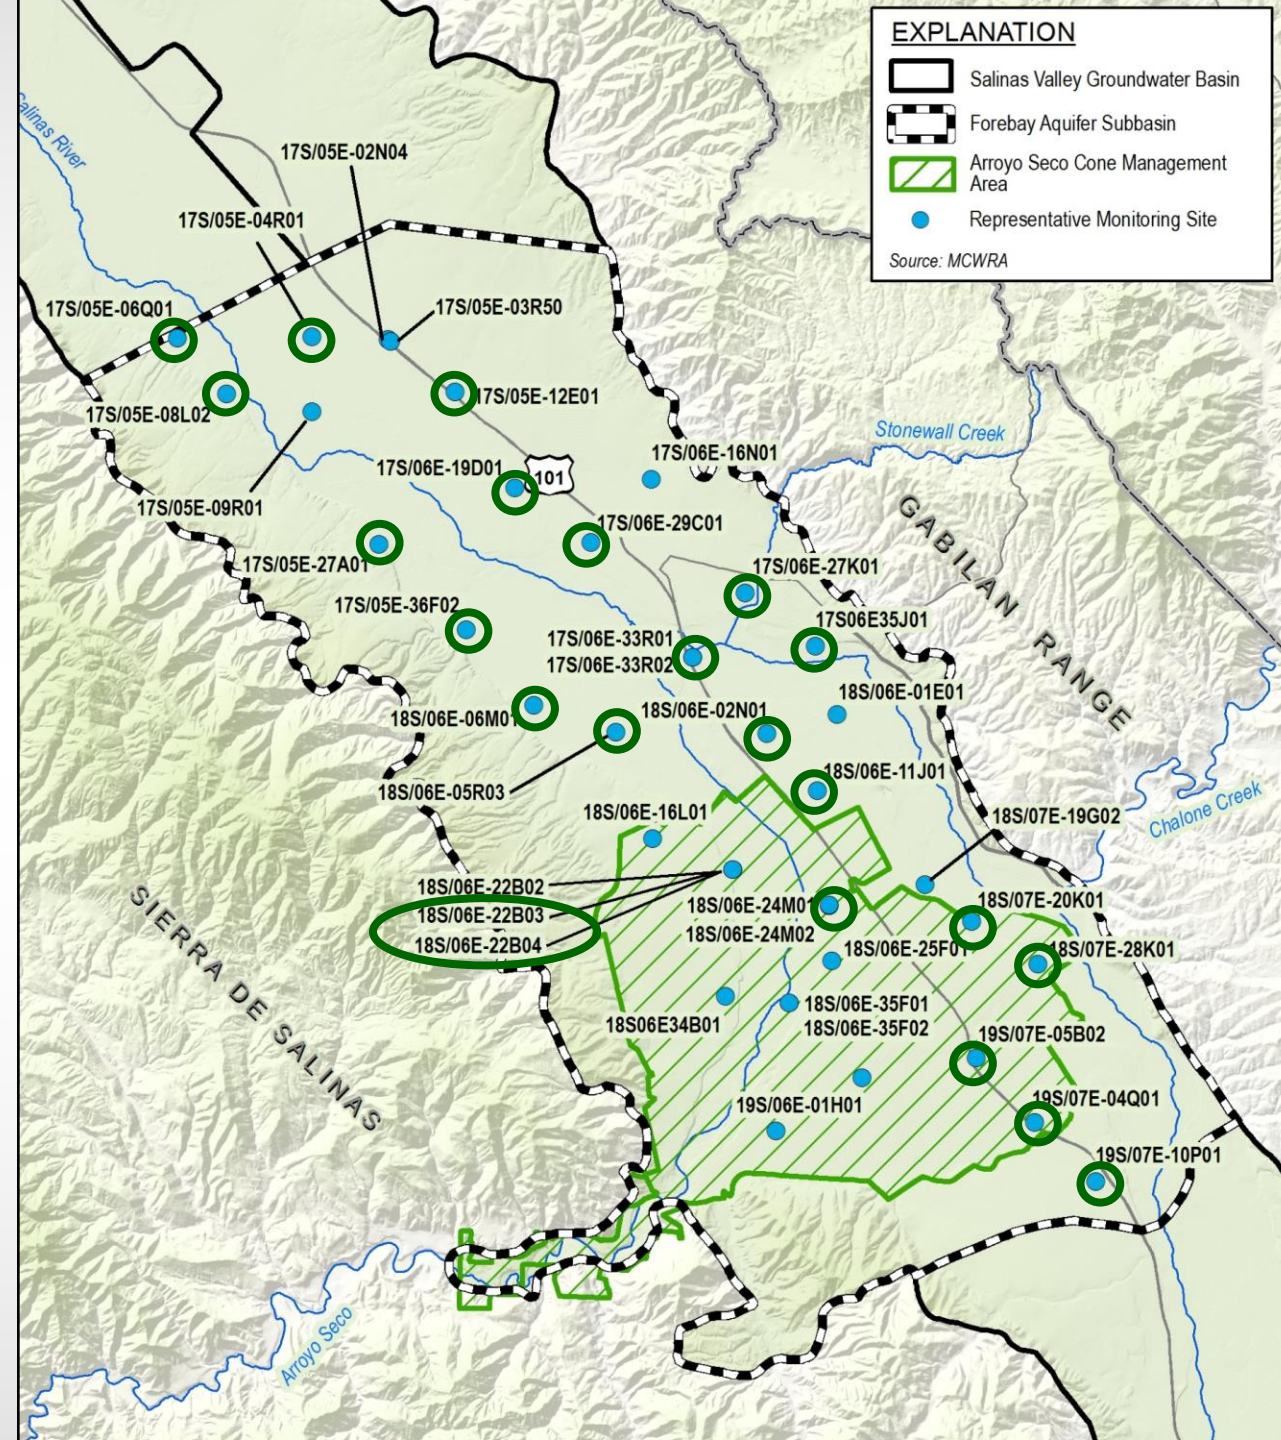 EXPLANATION
Salinas Valley Groundwater Basin
Forebay Aquifer Subbasin
Arroyo Seco Cone Management
Area
Representative Monitoring Site
Source: MCWRA
Salinas River
17S/05E-02N04
17S/05E-04R01
17S/05E-06Q01
17S/05E-03R50
17S/05E-08L02
17S/05E-12E01
Stonewall Creek
17S/06E-16N01
17S/06E-19D01
101
17S/05E-09R01
17S/06E-29C01
GABILAN RANGE
17S/05E-27A01
17S/06E-27K01
17S/05E-36F02
17S06E35J01
17S/06E-33R01
17S/06E-33R02
18S/06E-01E01
18S/06E-06M01
18S/06E-02N01
18S/06E-11J01
18S/06E-05R03
Chalone Creek
18S/06E-16L01
18S/07E-19G02
18S/06E-22B02
18S/06E-22B03
18S/06E-22B04
18S/06E-24M01
18S/06E-24M02
18S/07E-20K01
SIERRA DE SALINAS
18S/06E-25F01
18S/07E-28K01
18S06E34B01
18S/06E-35F01
18S/06E-35F02
19S/07E-05B02
19S/06E-01H01
19S/07E-04Q01
19S/07E-10P01
Arroyo Seco